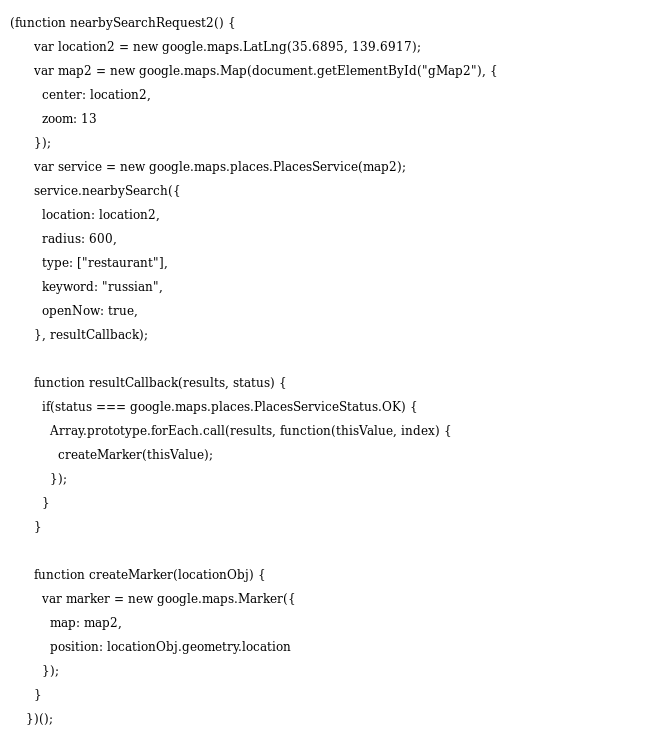 (function nearbySearchRequest2() {
var location2 = new google.maps.LatLng(35.6895, 139.6917);
var map2 = new google.maps.Map(document.getElementById("gMap2"), {
center: location2,
zoom: 13
});
var service = new google.maps.places.PlacesService(map2);
service.nearbySearch({
location: location2,
radius: 600,
type: ["restaurant"],
keyword: "russian",
openNow: true,
}, resultCallback);
function resultCallback(results, status) {
if(status === google.maps.places.PlacesServiceStatus.OK) {
Array.prototype.forEach.call(results, function(thisValue, index) {
createMarker(thisValue);
});
}
}
function createMarker(locationObj) {
var marker = new google.maps.Marker({
map: map2,
position: locationObj.geometry.location
});
}
})();